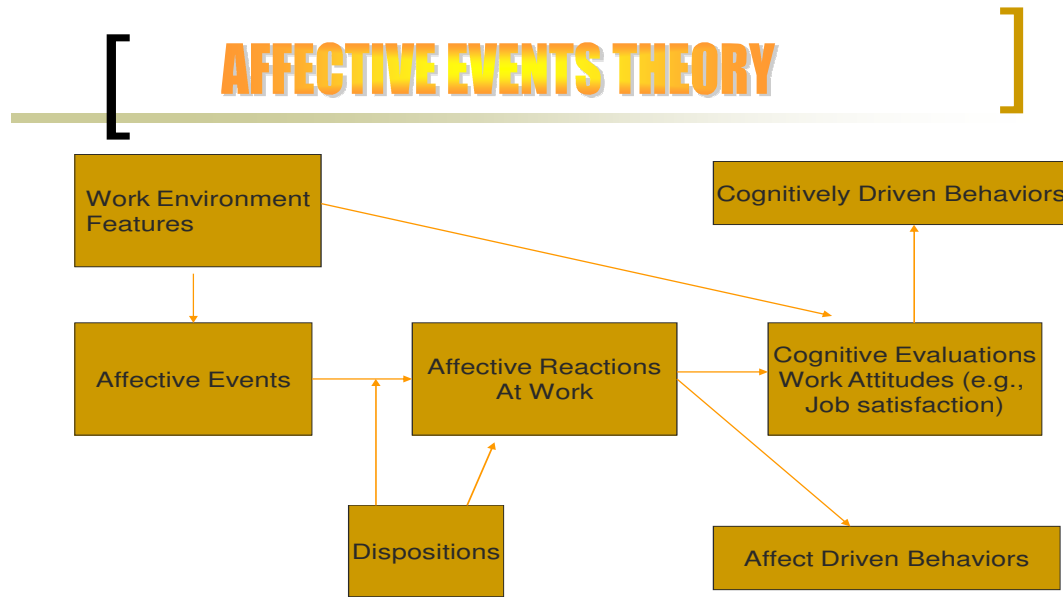 AFFECTIVE EVENTS THEORY
Work Environment
Features
Cognitively Driven Behaviors
Affective Events
Affective Reactions
At Work
Cognitive Evaluations
Work Attitudes (e.g.,
Job satisfaction)
Dispositions
Affect Driven Behaviors